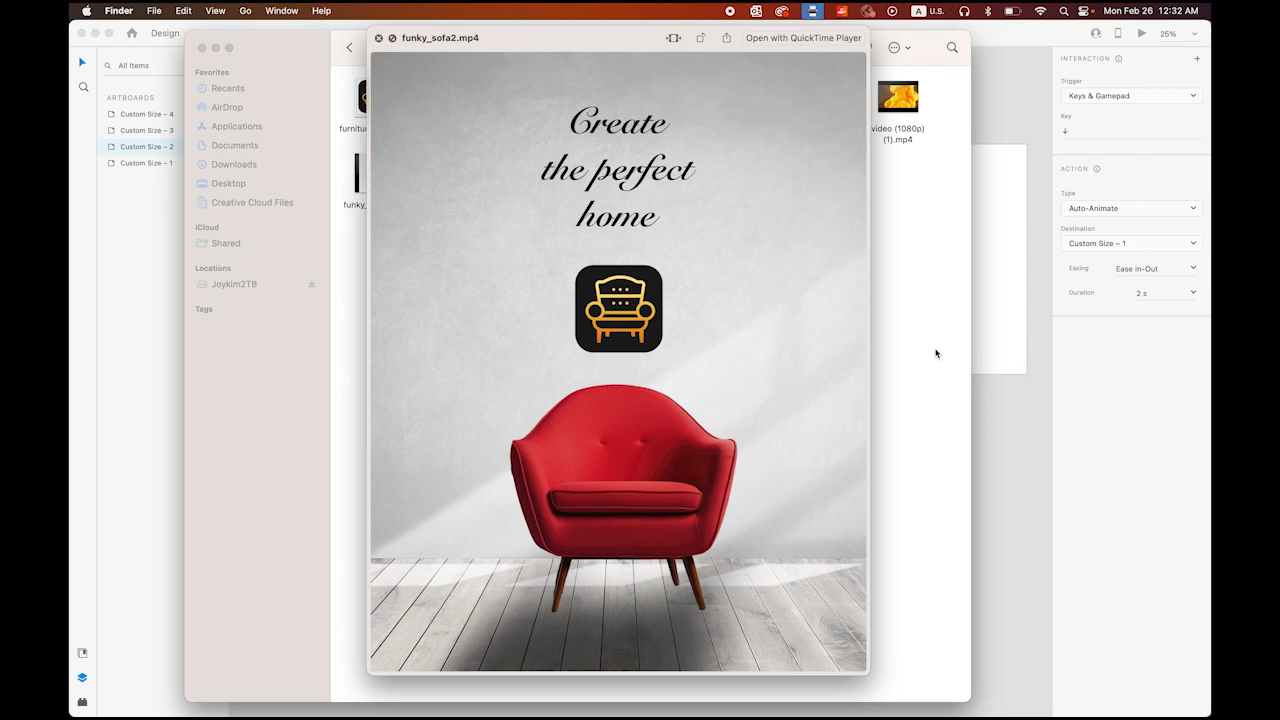 Finder File Edit View Go Window Help
A U.S. Mon Feb 26 12:32 AM
Design
25%
funky_sofa2.mp4
Open with QuickTime Player
All Items
ARTBOARDS
Custom Size – 4
Custom Size – 3
Custom Size – 2
Custom Size – 1
Favorites
Recents
AirDrop
Applications
Documents
Downloads
Desktop
Creative Cloud Files
iCloud
Shared
Locations
Joykim2TB
Tags
furnitu
funky_
video (1080p)
(1).mp4
Create
the perfect
home
INTERACTION
Trigger
Keys & Gamepad
Key
ACTION
Type
Auto-Animate
Destination
Custom Size – 1
Easing Ease In-Out
Duration 2 s